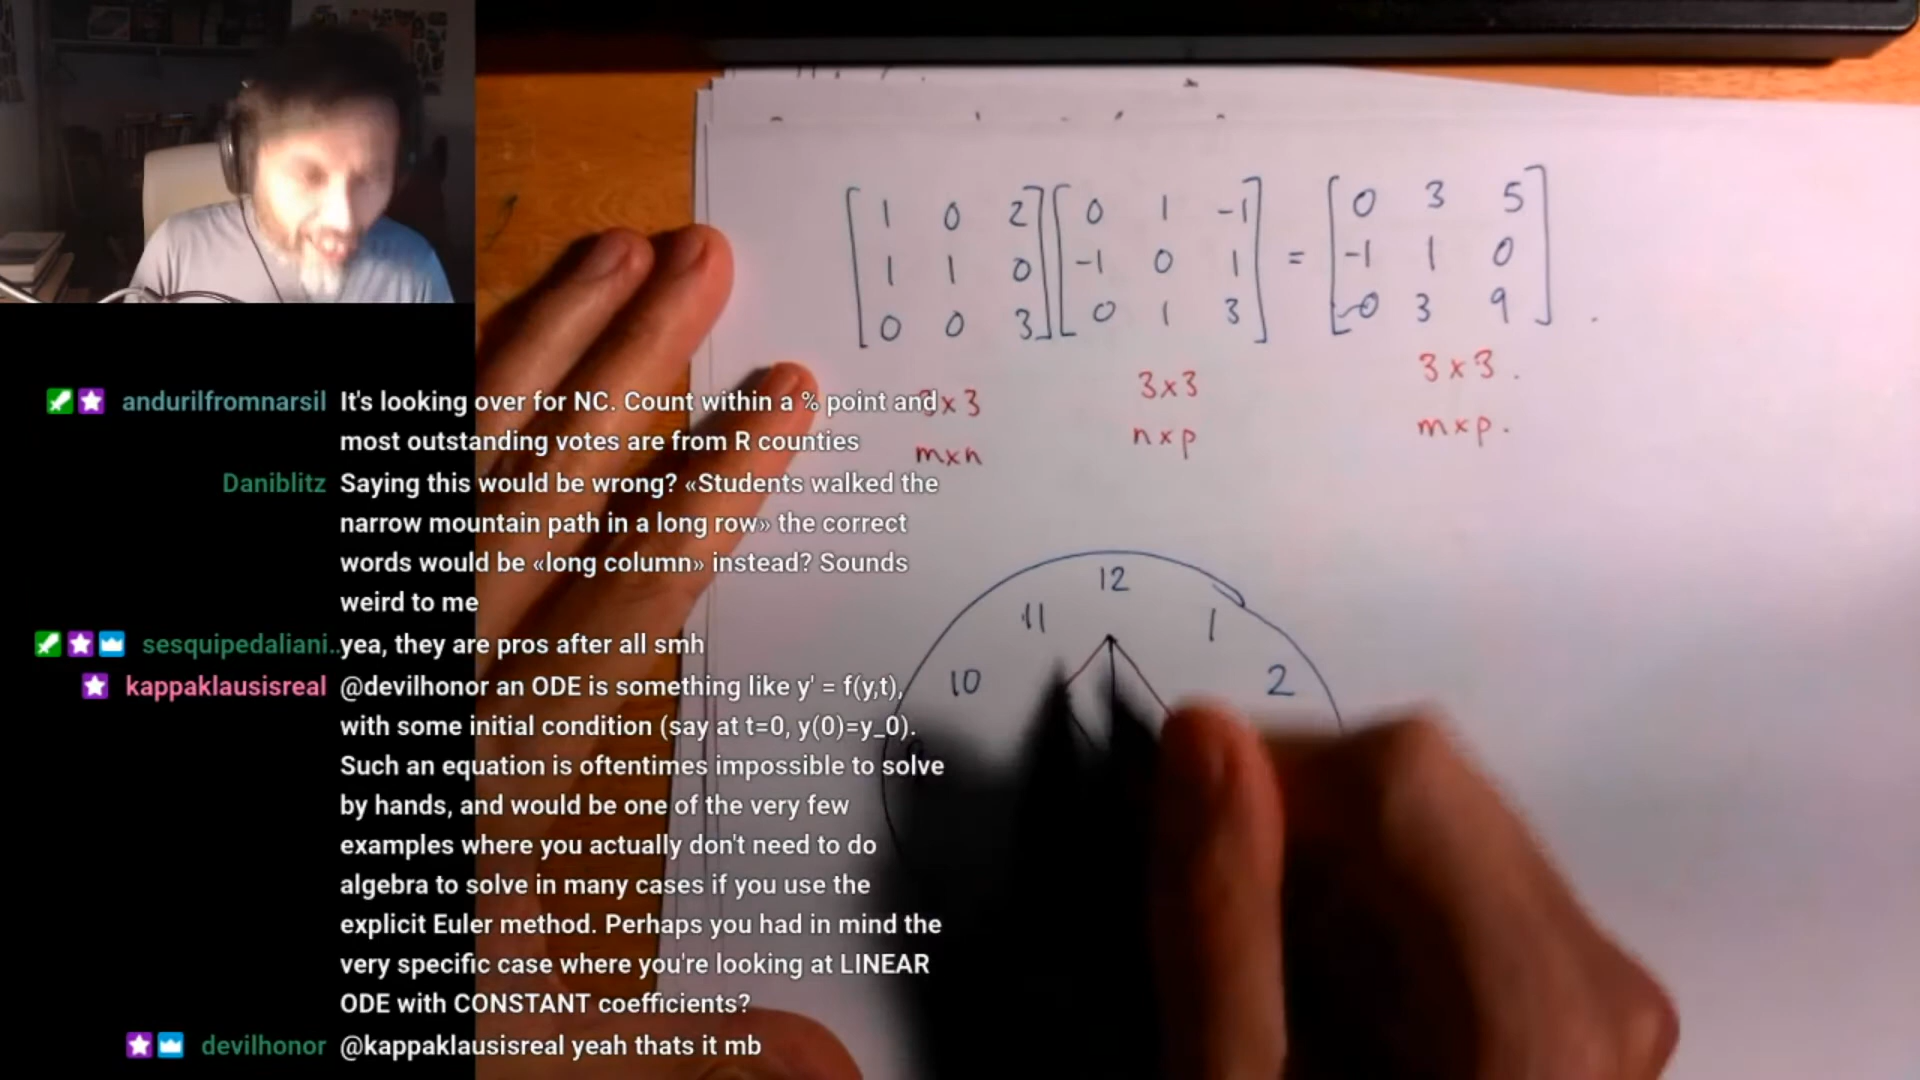 andurilfromnarsil It's looking over for NC. Count within a % point and
most outstanding votes are from R counties
Daniblitz Saying this would be wrong? «Students walked the
narrow mountain path in a long row» the correct
words would be «long column» instead? Sounds
weird to me
sesquipedaliani.. yea, they are pros after all smh
kappaklausisreal @devilhonor an ODE is something like y' = f(y,t),
with some initial condition (say at t=0, y(0)=y_0).
Such an equation is oftentimes impossible to solve
by hands, and would be one of the very few
examples where you actually don't need to do
algebra to solve in many cases if you use the
explicit Euler method. Perhaps you had in mind the
very specific case where you're looking at LINEAR
ODE with CONSTANT coefficients?
devilhonor @kappaklausisreal yeah thats it mb
1 0 2 0 1 -1 0 3 5
1 1 0 -1 0 1 = -1 1 0
0 0 3 0 1 3 -0 3 9 .
3x3 3x3 3x3.
mxn nxp mxp.
12
11 1
10 2